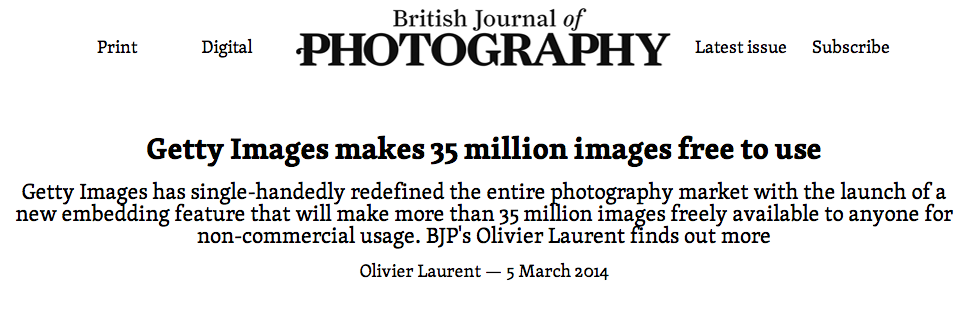 British Journal of
Print Digital PHOTOGRAPHY Latest issue Subscribe
Getty Images makes 35 million images free to use
Getty Images has single-handedly redefined the entire photography market with the launch of a
new embedding feature that will make more than 35 million images freely available to anyone for
non-commercial usage. BJP's Olivier Laurent finds out more
Olivier Laurent — 5 March 2014